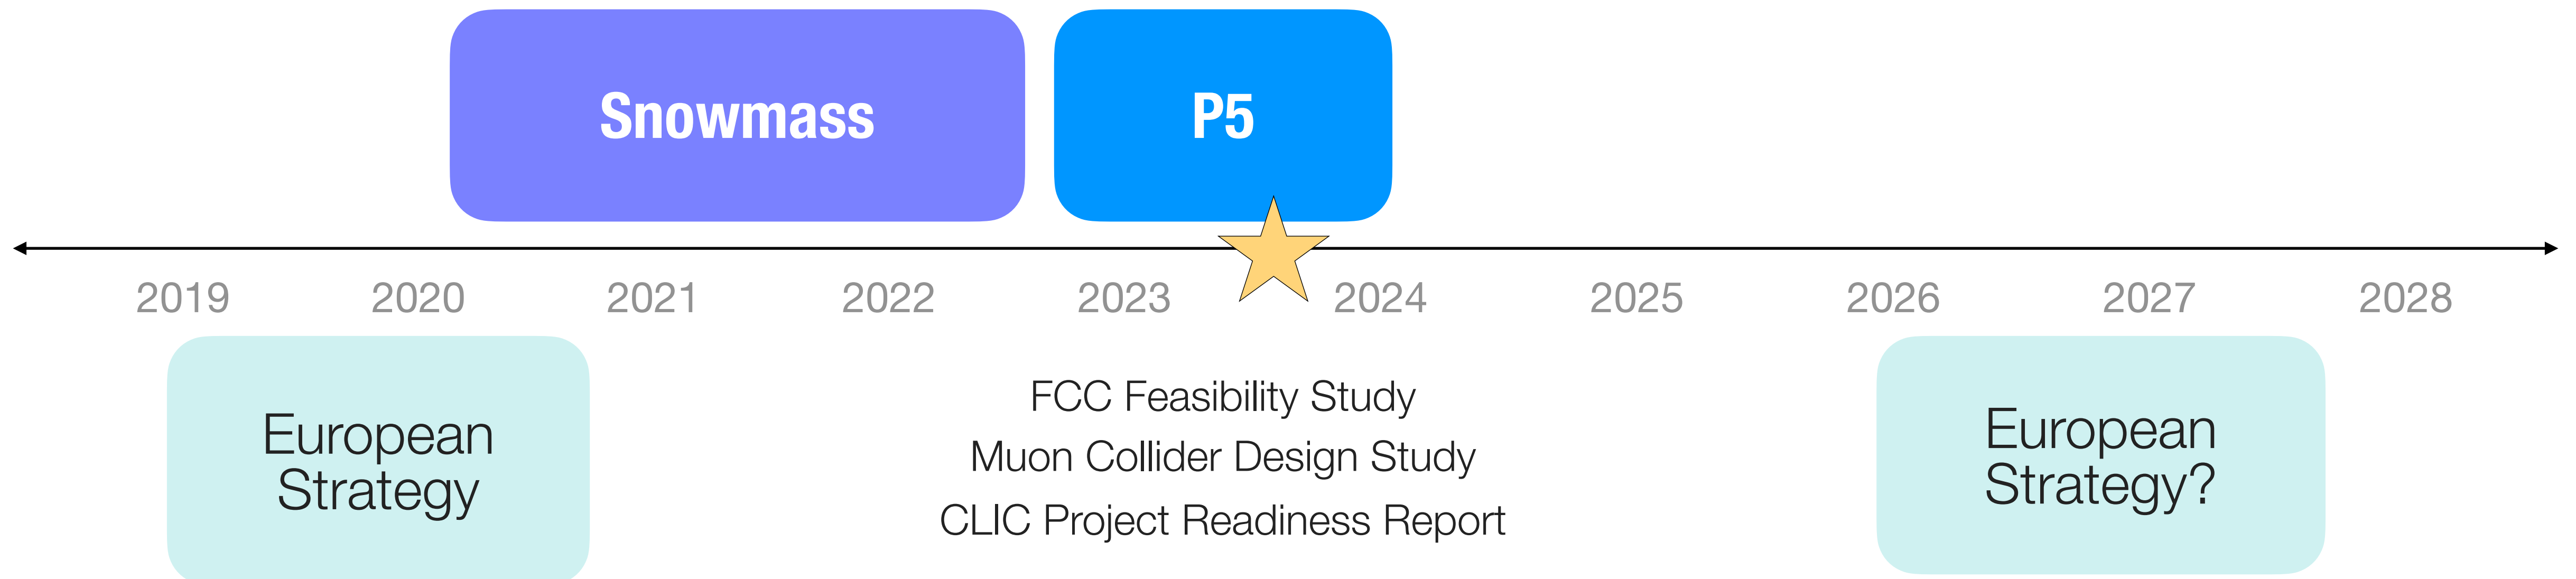 Snowmass
P5
2019
2020
2021
2022
2023
2024
2025
2026
2027
2028
European
Strategy
FCC Feasibility Study
Muon Collider Design Study
CLIC Project Readiness Report
European
Strategy?